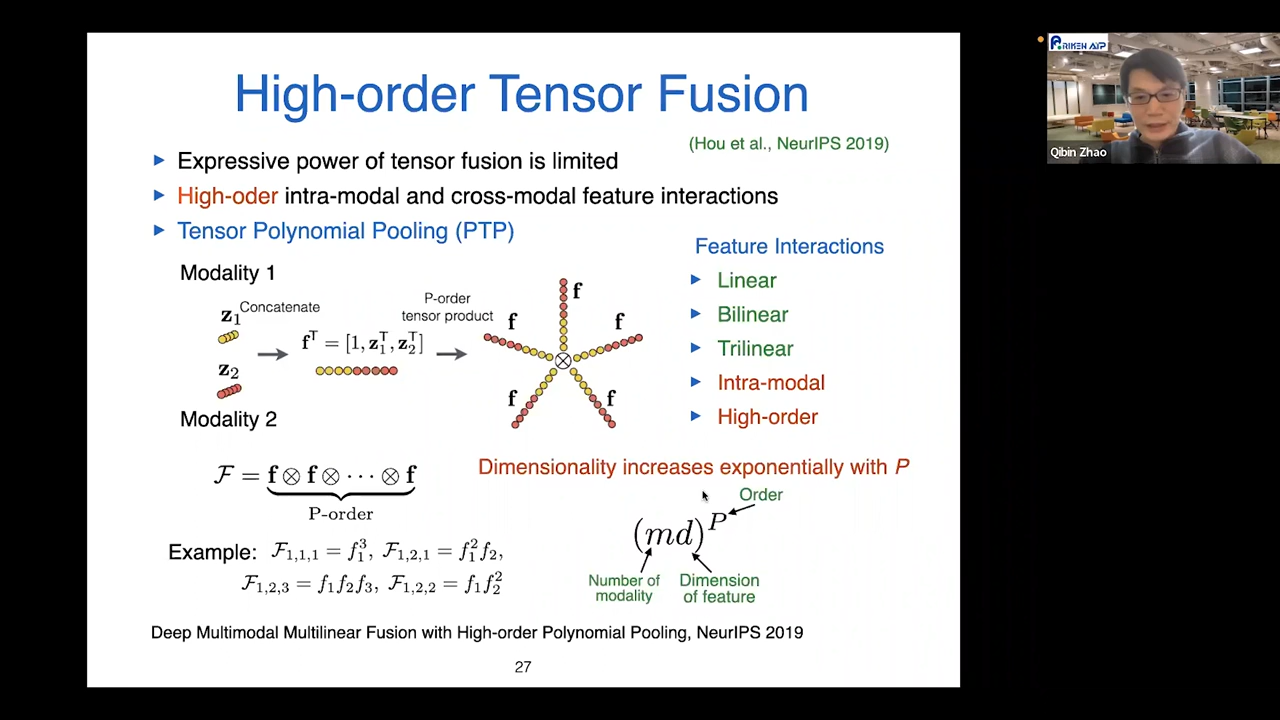 High-order Tensor Fusion
(Hou et al., NeurIPS 2019)
▸ Expressive power of tensor fusion is limited
▸ High-oder intra-modal and cross-modal feature interactions
▸ Tensor Polynomial Pooling (PTP)
Modality 1
z₁
Concatenate
z₂
Modality 2
fᵀ = [1, z₁ᵀ, z₂ᵀ]
P-order
tensor product
f
f
f
f
f
⊗
Feature Interactions
▸ Linear
▸ Bilinear
▸ Trilinear
▸ Intra-modal
▸ High-order
ℱ = f ⊗ f ⊗ ··· ⊗ f
P-order
Example: ℱ₁,₁,₁ = f₁³, ℱ₁,₂,₁ = f₁²f₂,
ℱ₁,₂,₃ = f₁f₂f₃, ℱ₁,₂,₂ = f₁f₂²
Dimensionality increases exponentially with P
Order
(md)ᴾ
Number of
modality
Dimension
of feature
Deep Multimodal Multilinear Fusion with High-order Polynomial Pooling, NeurIPS 2019
27
RIKEN AIP
Qibin Zhao